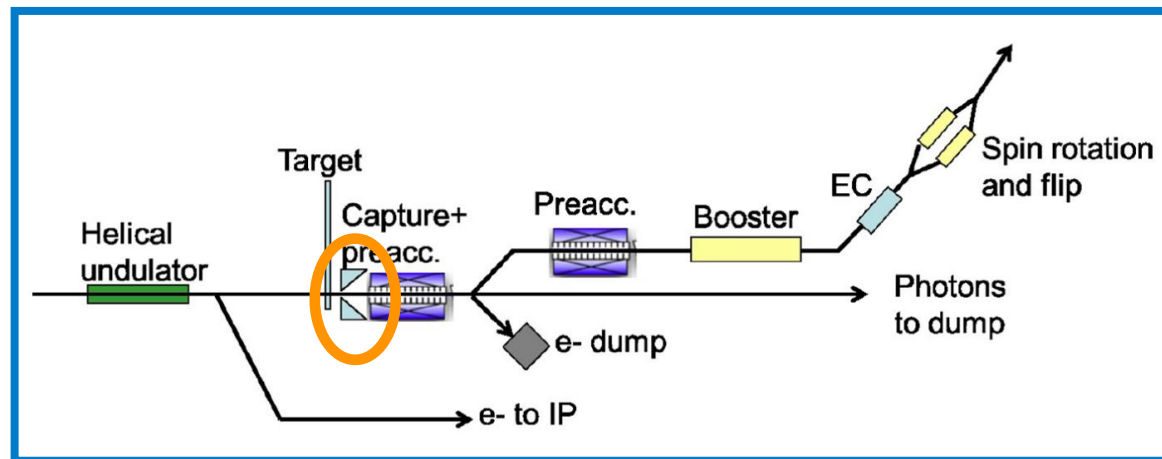 Target
Helical
undulator
Capture+
preacc.
Preacc.
Booster
EC
Spin rotation
and flip
Photons
to dump
e- dump
e- to IP